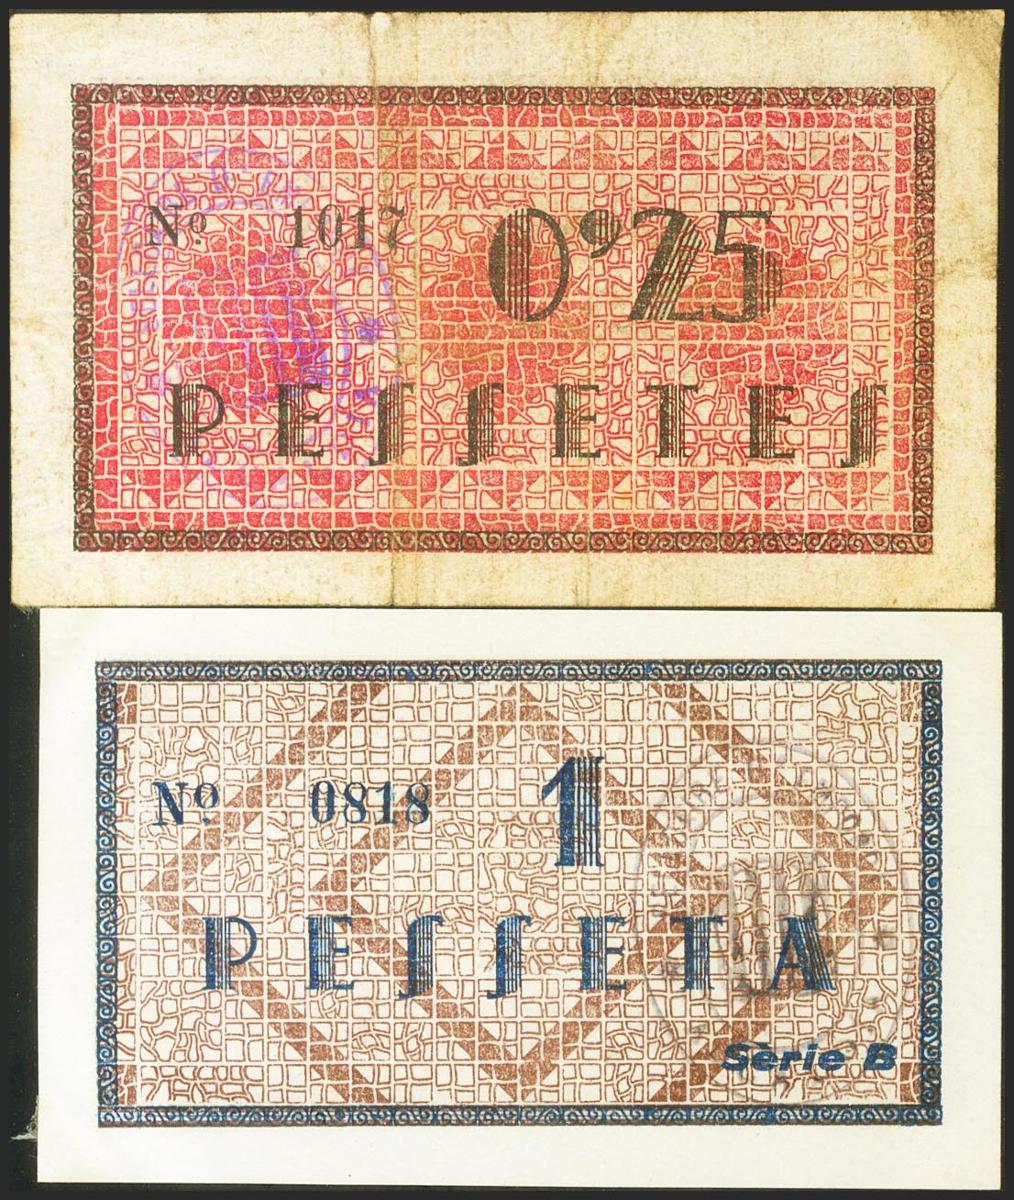 Nº 1017 0'25
PESSETES
Nº 0818 1
PESSETA
Sèrie B